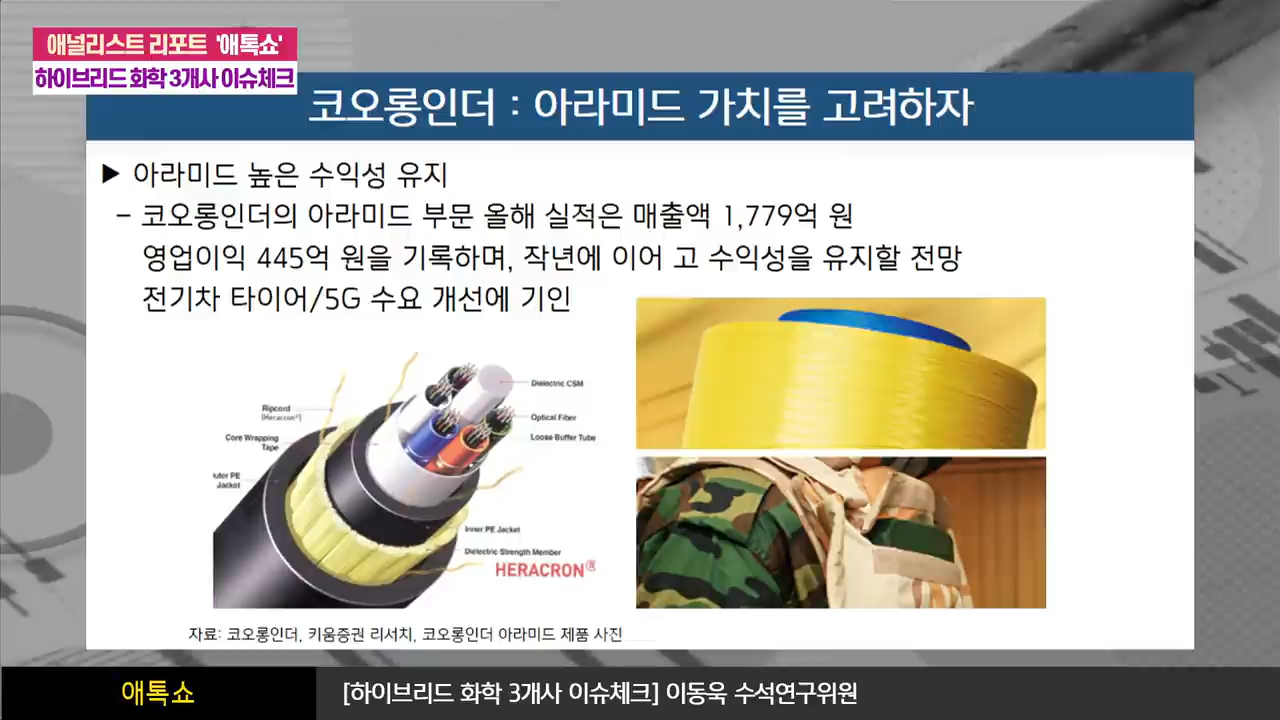 애널리스트 리포트 '애톡쇼'
하이브리드 화학 3개사 이슈체크
코오롱인더 : 아라미드 가치를 고려하자
▶ 아라미드 높은 수익성 유지
- 코오롱인더의 아라미드 부문 올해 실적은 매출액 1,779억 원
영업이익 445억 원을 기록하며, 작년에 이어 고 수익성을 유지할 전망
전기차 타이어/5G 수요 개선에 기인
Dielectric CSM
Ripcord
[Heracron®]
Optical Fiber
Core Wrapping
Tape
Loose Buffer Tube
uter PE
Jacket
Inner PE Jacket
Dielectric Strength Member
HERACRON®
자료: 코오롱인더, 키움증권 리서치, 코오롱인더 아라미드 제품 사진
애톡쇼
[하이브리드 화학 3개사 이슈체크] 이동욱 수석연구위원